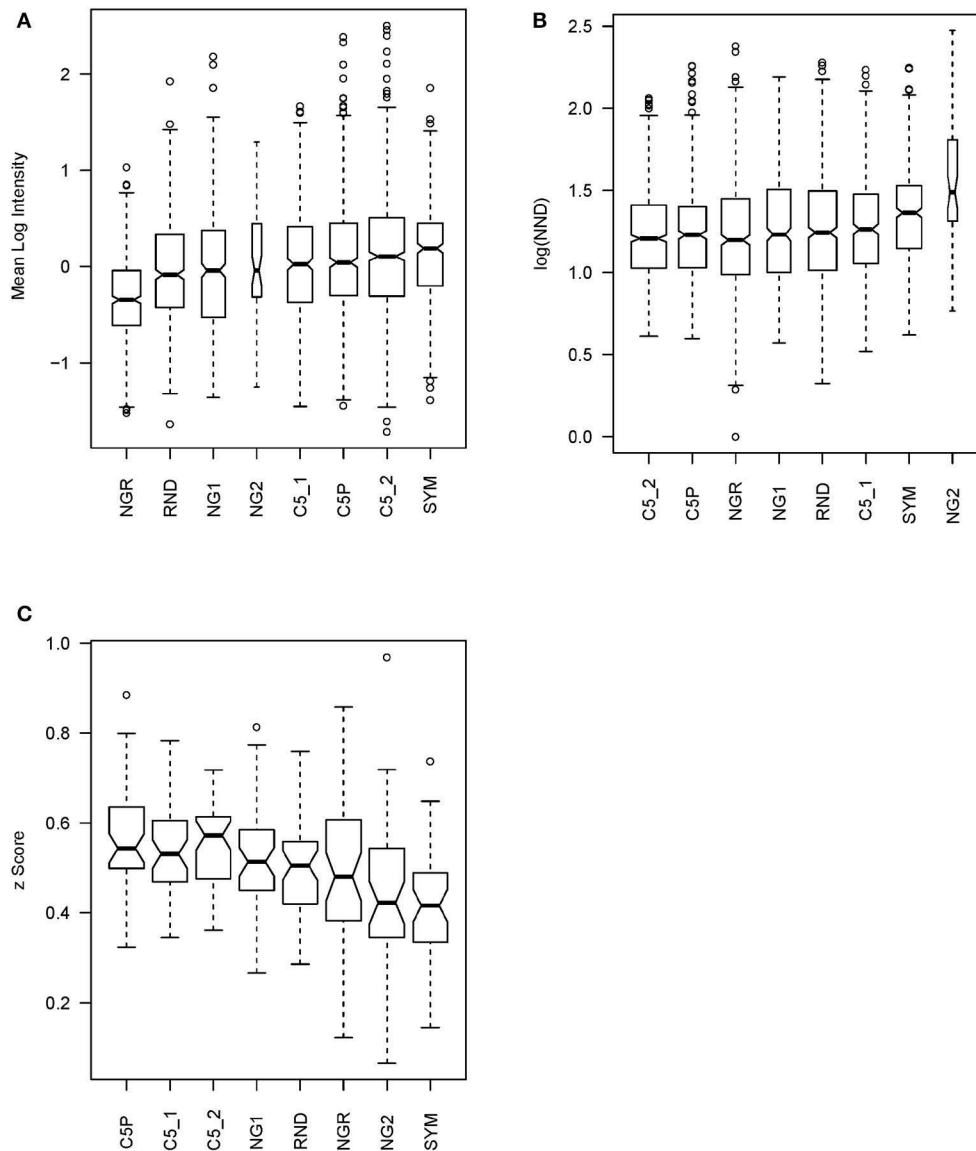 A
Mean Log Intensity
2
1
0
−1
NGR RND NG1 NG2 C5_1 C5P C5_2 SYM
B
log(NND)
2.5
2.0
1.5
1.0
0.5
0.0
C5_2 C5P NGR NG1 RND C5_1 SYM NG2
C
z Score
1.0
0.8
0.6
0.4
0.2
C5P C5_1 C5_2 NG1 RND NGR NG2 SYM